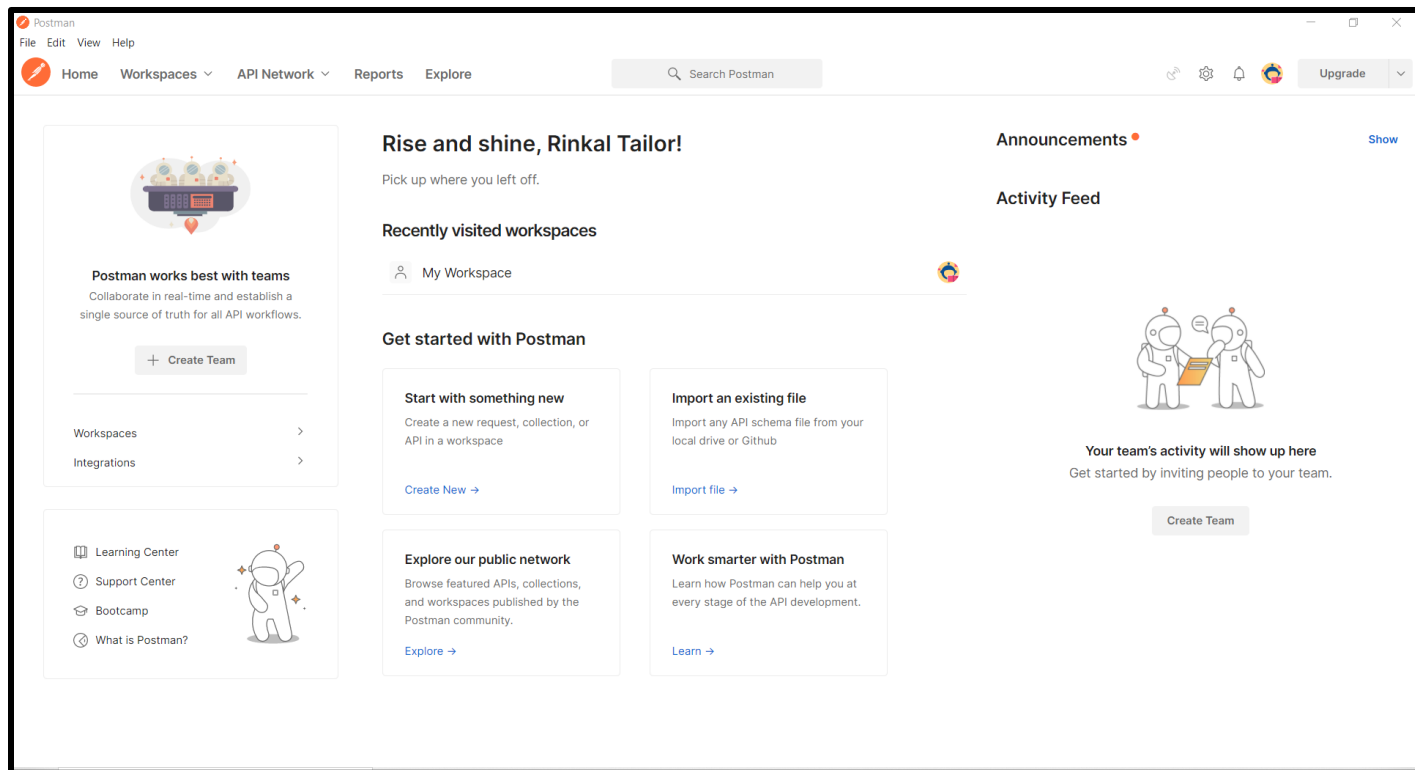 Postman
File Edit View Help
Home Workspaces API Network Reports Explore
Search Postman
Upgrade
Postman works best with teams
Collaborate in real-time and establish a
single source of truth for all API workflows.
+ Create Team
Workspaces
Integrations
Learning Center
Support Center
Bootcamp
What is Postman?
Rise and shine, Rinkal Tailor!
Pick up where you left off.
Recently visited workspaces
My Workspace
Get started with Postman
Start with something new
Create a new request, collection, or
API in a workspace
Create New →
Import an existing file
Import any API schema file from your
local drive or Github
Import file →
Explore our public network
Browse featured APIs, collections,
and workspaces published by the
Postman community.
Explore →
Work smarter with Postman
Learn how Postman can help you at
every stage of the API development.
Learn →
Announcements
Show
Activity Feed
Your team's activity will show up here
Get started by inviting people to your team.
Create Team